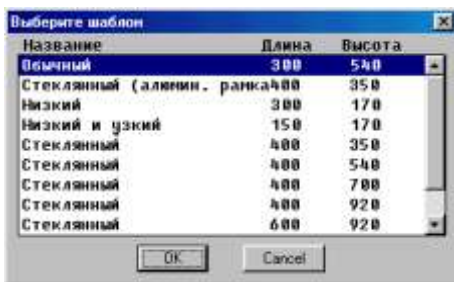 Выберите шаблон
Название Длина Высота
Обычный 300 540
Стеклянный (алюмин. рамка400 350
Низкий 300 170
Низкий и узкий 150 170
Стеклянный 400 350
Стеклянный 400 540
Стеклянный 400 700
Стеклянный 400 920
Стеклянный 600 920
OK Cancel